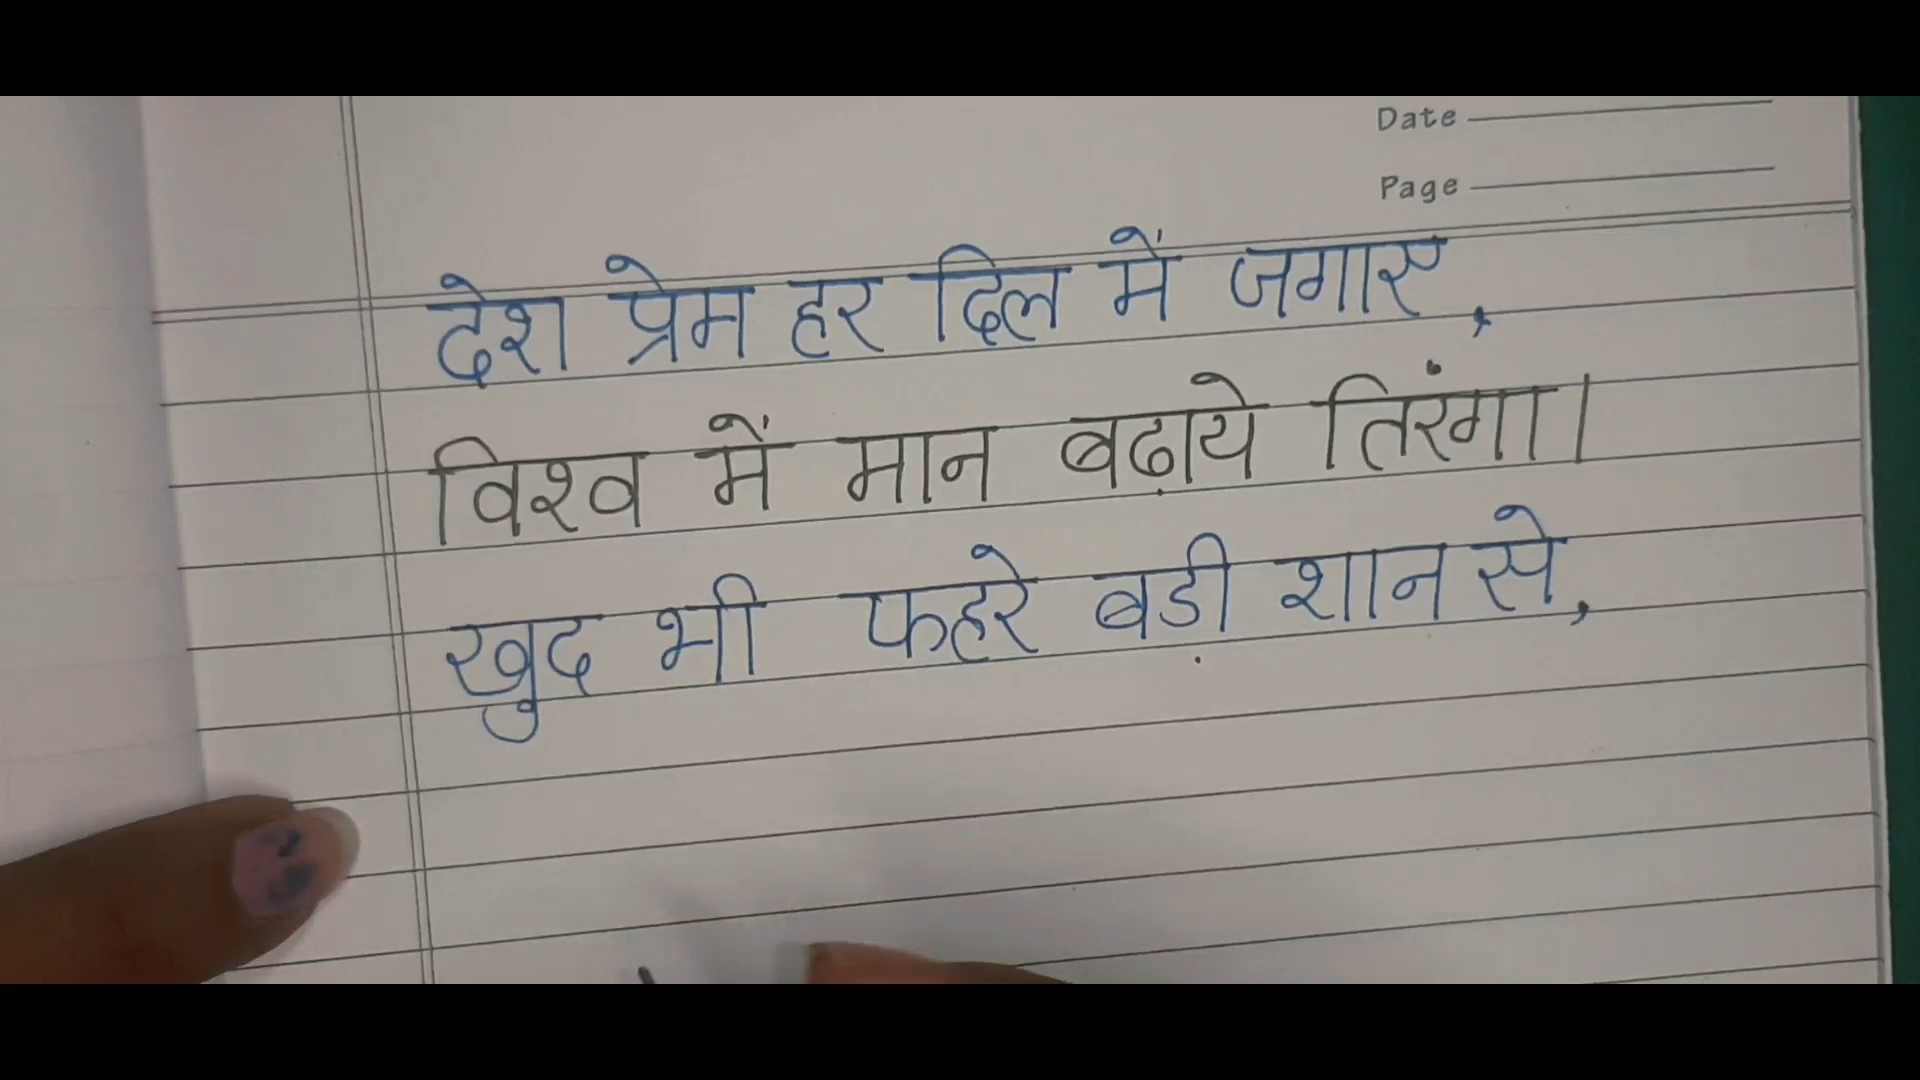 Date
Page
देश प्रेम हर दिल में जगाए,
विश्व में मान बढ़ाये तिरंगा।
खुद भी फहरे बड़ी शान से,